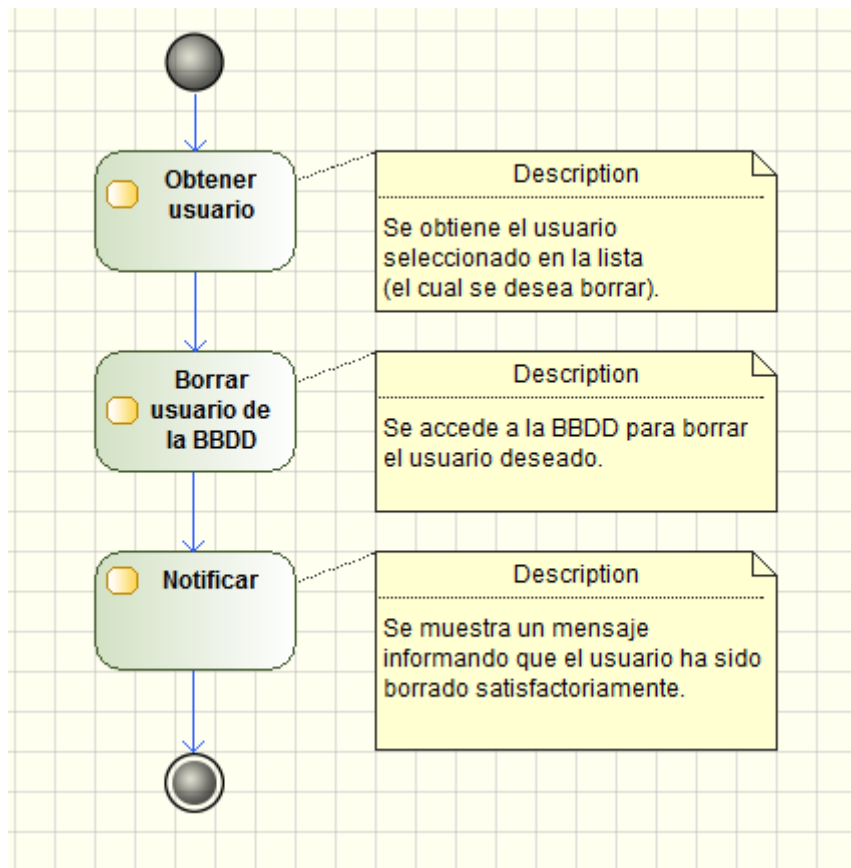 Obtener
usuario
Description
Se obtiene el usuario
seleccionado en la lista
(el cual se desea borrar).
Borrar
usuario de
la BBDD
Description
Se accede a la BBDD para borrar
el usuario deseado.
Notificar
Description
Se muestra un mensaje
informando que el usuario ha sido
borrado satisfactoriamente.